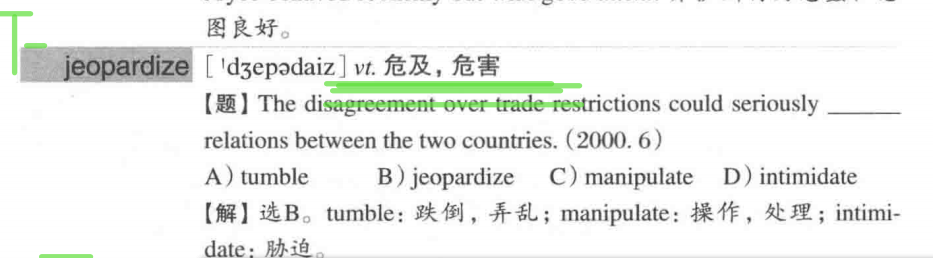 图良好。
jeopardize [ˈdʒepədaiz] vt. 危及，危害
【题】The disagreement over trade restrictions could seriously ______
relations between the two countries. (2000. 6)
A) tumble B) jeopardize C) manipulate D) intimidate
【解】选B。tumble：跌倒，弄乱；manipulate：操作，处理；intimi-
date：胁迫。